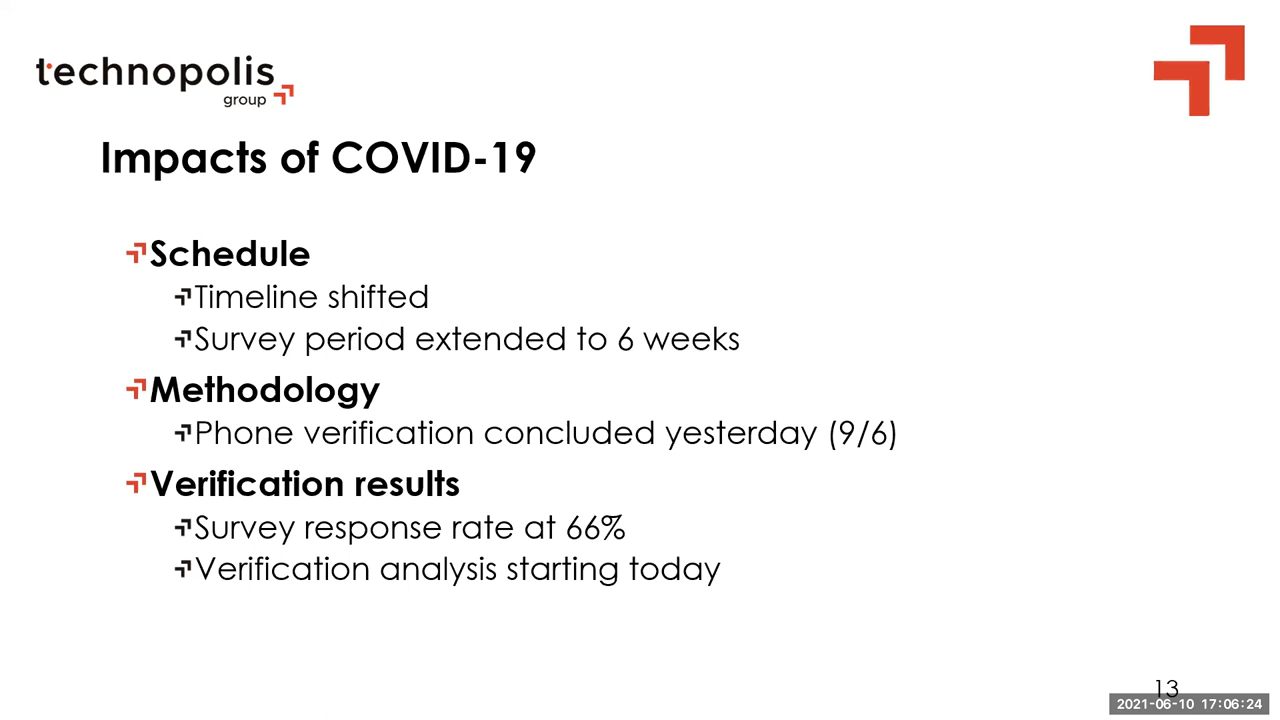 technopolis
group
Impacts of COVID-19
Schedule
Timeline shifted
Survey period extended to 6 weeks
Methodology
Phone verification concluded yesterday (9/6)
Verification results
Survey response rate at 66%
Verification analysis starting today
13
2021-06-10 17:06:24